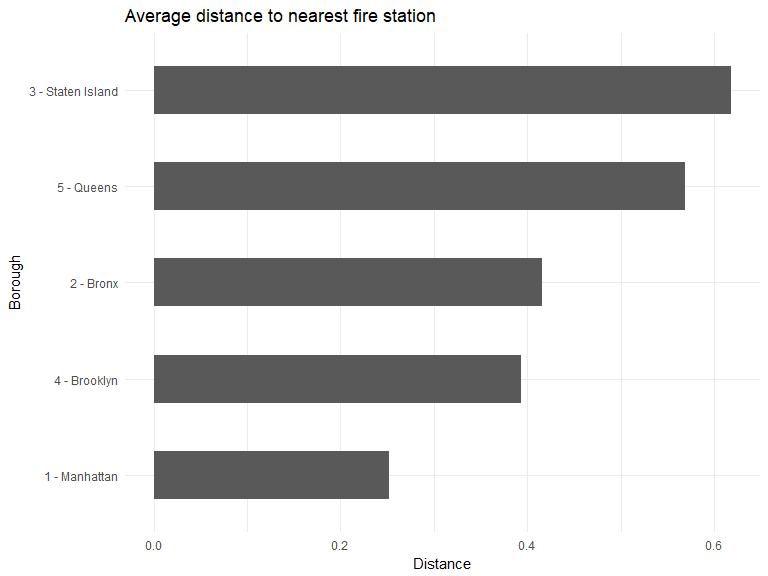 Average distance to nearest fire station
3 - Staten Island
5 - Queens
2 - Bronx
4 - Brooklyn
1 - Manhattan
Borough
0.0
0.2
0.4
0.6
Distance